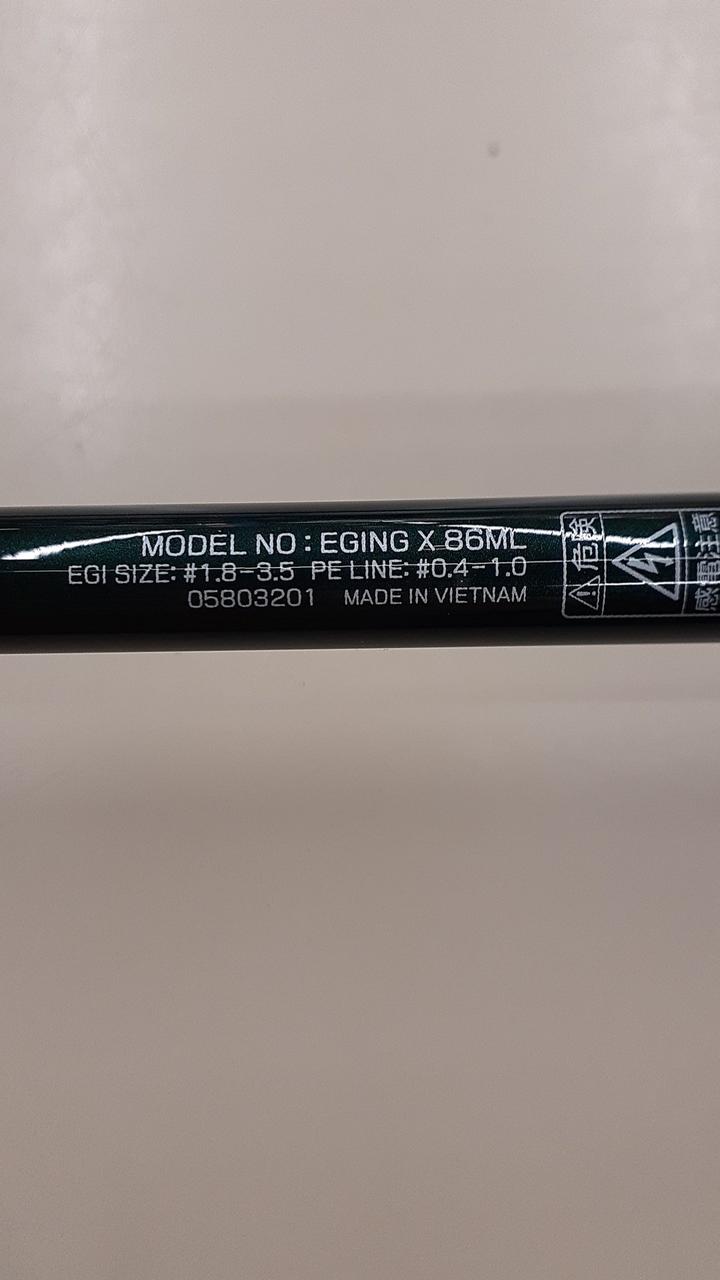 MODEL NO : EGING X 86ML
EGI SIZE: #1.8-3.5 PE LINE: #0.4-1.0
05803201 MADE IN VIETNAM
危険
感電注意